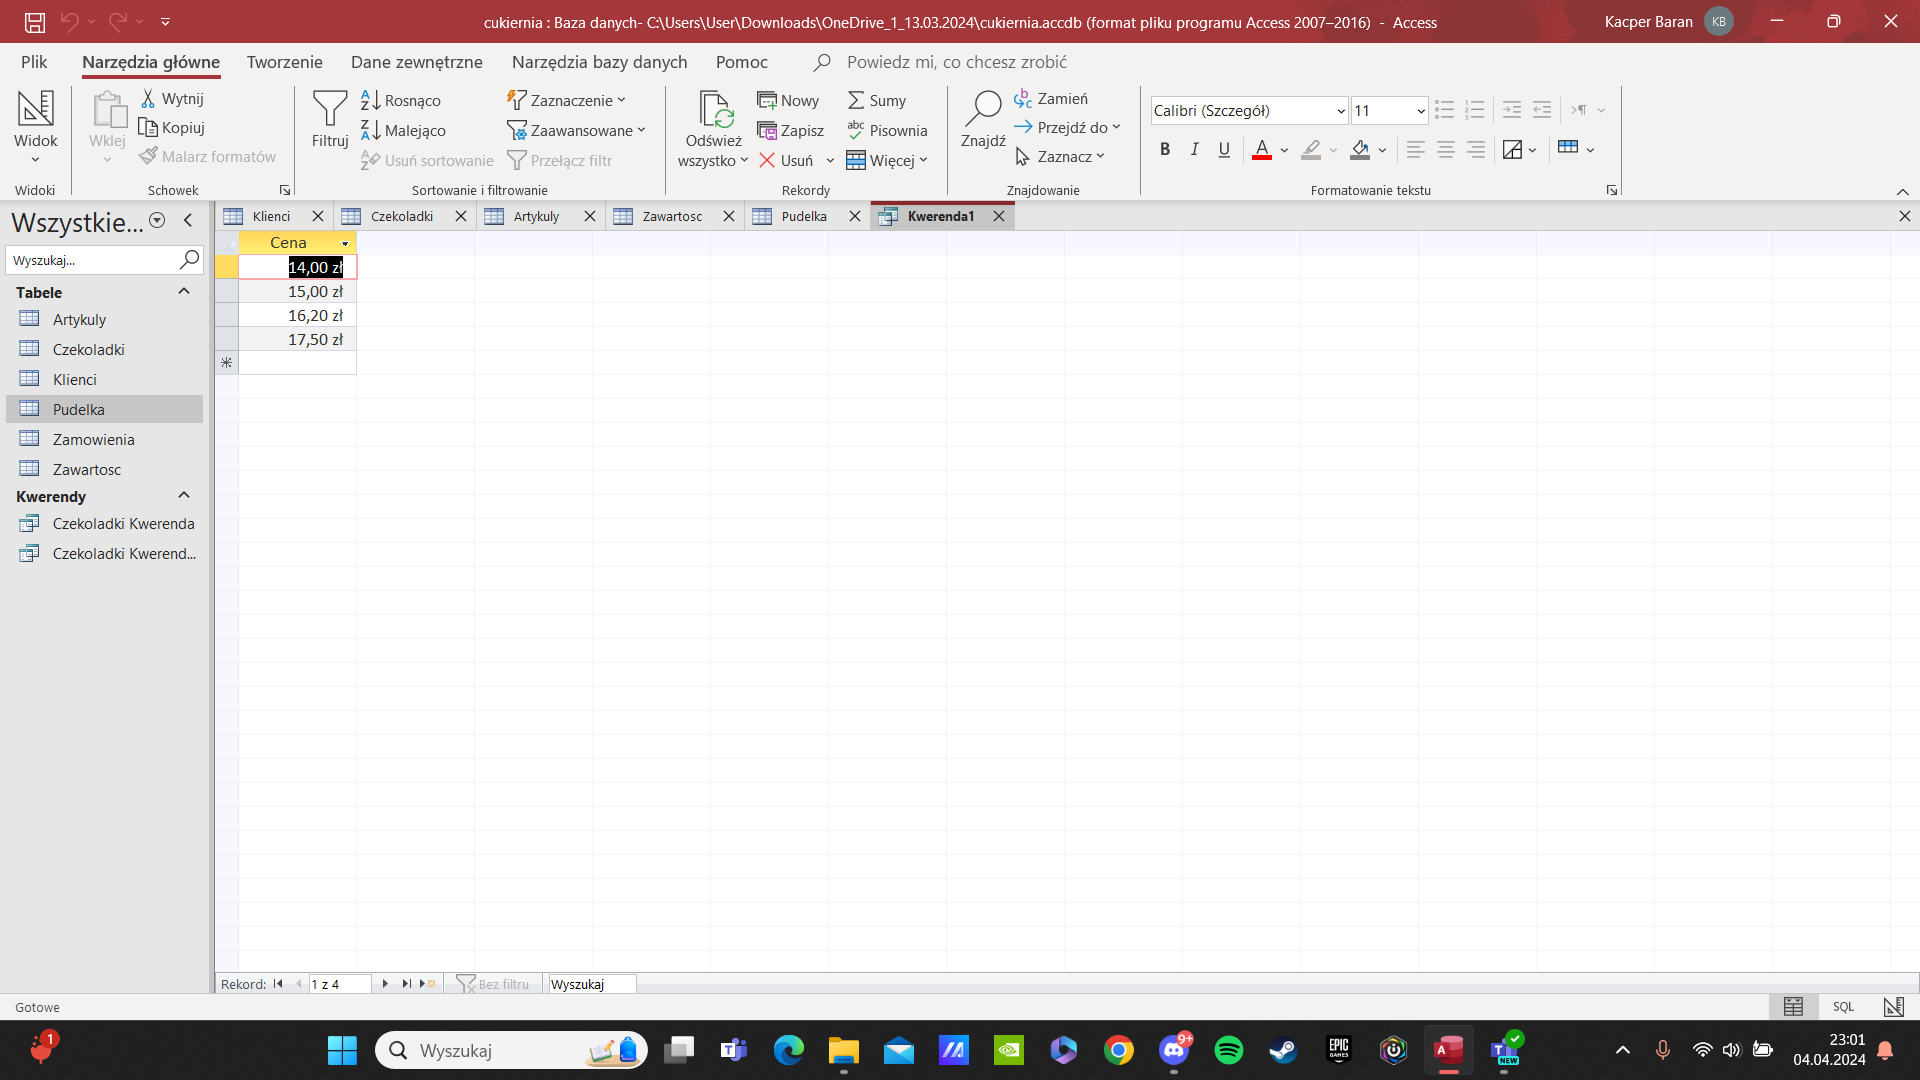 cukiernia : Baza danych- C:\Users\User\Downloads\OneDrive_1_13.03.2024\cukiernia.accdb (format pliku programu Access 2007–2016) - Access
Kacper Baran KB
Plik Narzędzia główne Tworzenie Dane zewnętrzne Narzędzia bazy danych Pomoc Powiedz mi, co chcesz zrobić
Widok
Widoki
Wklej
Wytnij
Kopiuj
Malarz formatów
Schowek
Filtruj
Rosnąco
Malejąco
Usuń sortowanie
Zaznaczenie
Zaawansowane
Przełącz filtr
Sortowanie i filtrowanie
Odśwież
wszystko
Nowy
Zapisz
Usuń
Sumy
Pisownia
Więcej
Rekordy
Znajdź
Zamień
Przejdź do
Zaznacz
Znajdowanie
Calibri (Szczegół) 11
B I U A
Formatowanie tekstu
Wszystkie...
Wyszukaj...
Tabele
Artykuly
Czekoladki
Klienci
Pudelka
Zamowienia
Zawartosc
Kwerendy
Czekoladki Kwerenda
Czekoladki Kwerend...
Klienci Czekoladki Artykuly Zawartosc Pudelka Kwerenda1
Cena
14,00 zł
15,00 zł
16,20 zł
17,50 zł
Rekord: 1 z 4 Bez filtru Wyszukaj
Gotowe
SQL
1
Wyszukaj
9+
EPIC
GAMES
A
NEW
23:01
04.04.2024